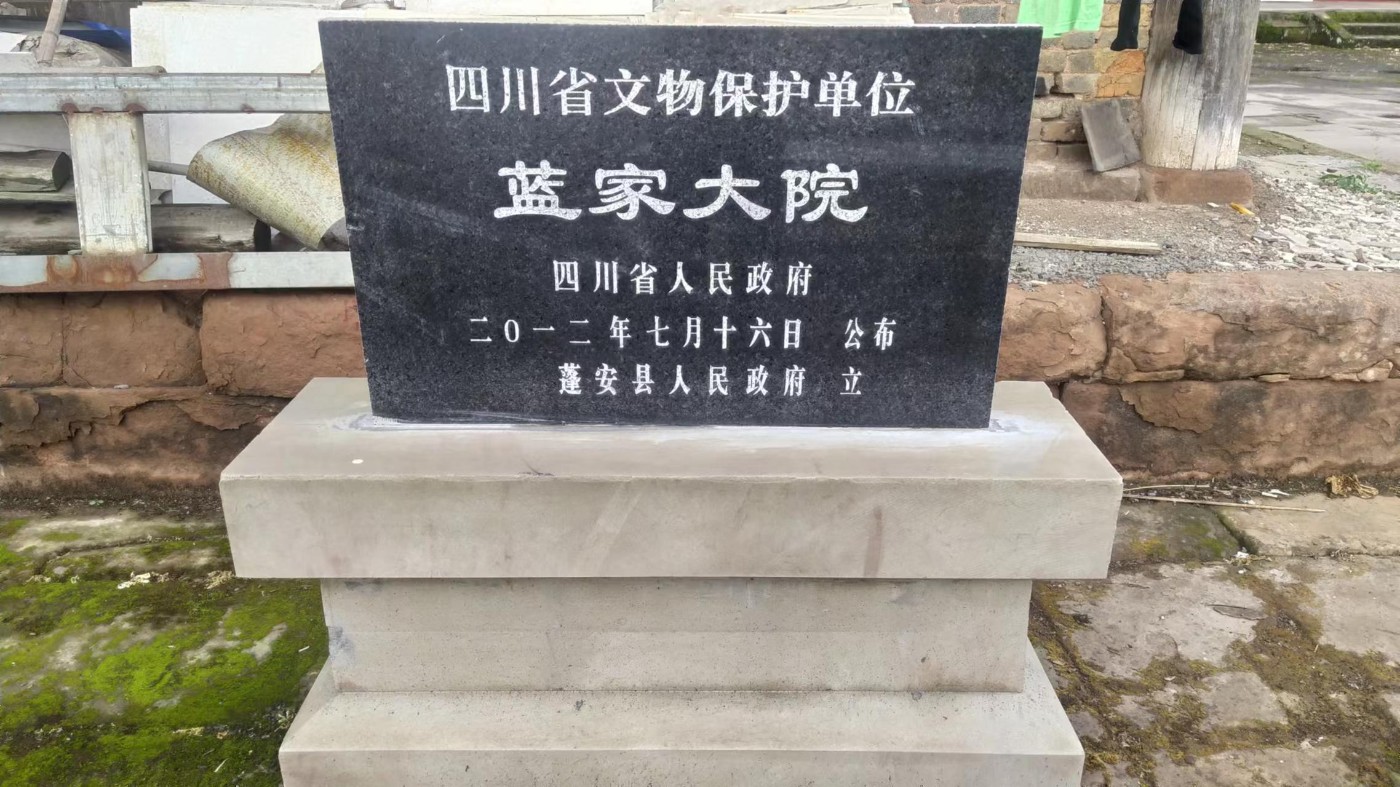 四川省文物保护单位
蓝家大院
四川省人民政府
二〇一二年七月十六日 公布
蓬安县人民政府 立